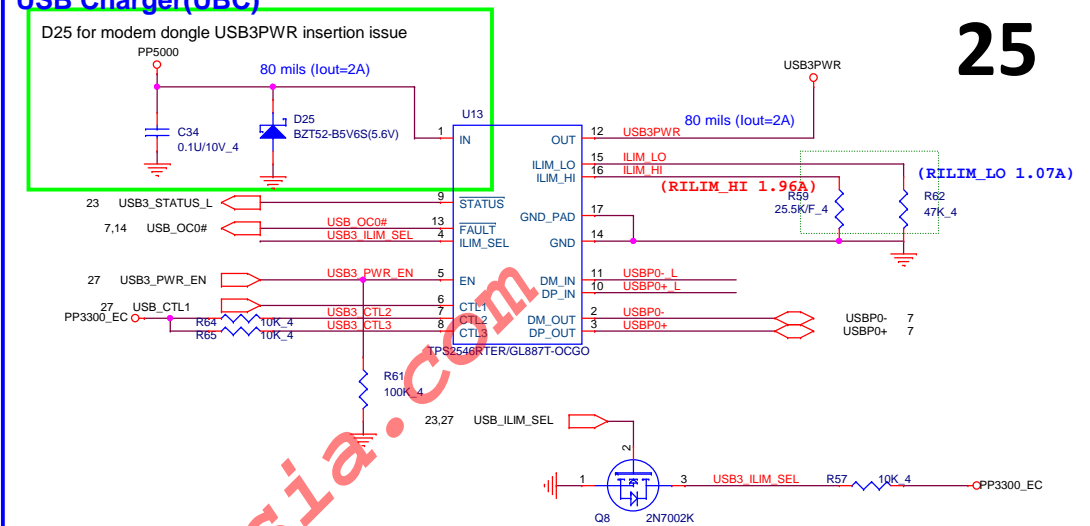 USB Charger(UBC)
25
D25 for modem dongle USB3PWR insertion issue
PP5000
80 mils (Iout=2A)
USB3PWR
C34
0.1U/10V_4
D25
BZT52-B5V6S(5.6V)
U13
80 mils (Iout=2A)
1 IN
OUT 12 USB3PWR
ILIM_LO 15 ILIM_LO
ILIM_HI 16 ILIM_HI
(RILIM_HI 1.96A)
(RILIM_LO 1.07A)
R59
25.5K/F_4
R62
47K_4
23 USB3_STATUS_L 9 STATUS
GND_PAD 17
7,14 USB_OC0# USB_OC0# 13 FAULT
USB3_ILIM_SEL 4 ILIM_SEL
GND 14
27 USB3_PWR_EN USB3_PWR_EN 5 EN
DM_IN 11 USBP0-_L
DP_IN 10 USBP0+_L
27 USB_CTL1 6 CTL1
PP3300_EC
R64 10K_4 USB3_CTL2 7 CTL2
R65 10K_4 USB3_CTL3 8 CTL3
DM_OUT 2 USBP0- USBP0- 7
DP_OUT 3 USBP0+ USBP0+ 7
TPS2546RTER/GL887T-OCGO
R61
100K_4
23,27 USB_ILIM_SEL
2
1
3 USB3_ILIM_SEL R57 10K_4 PP3300_EC
Q8 2N7002K
sia.com